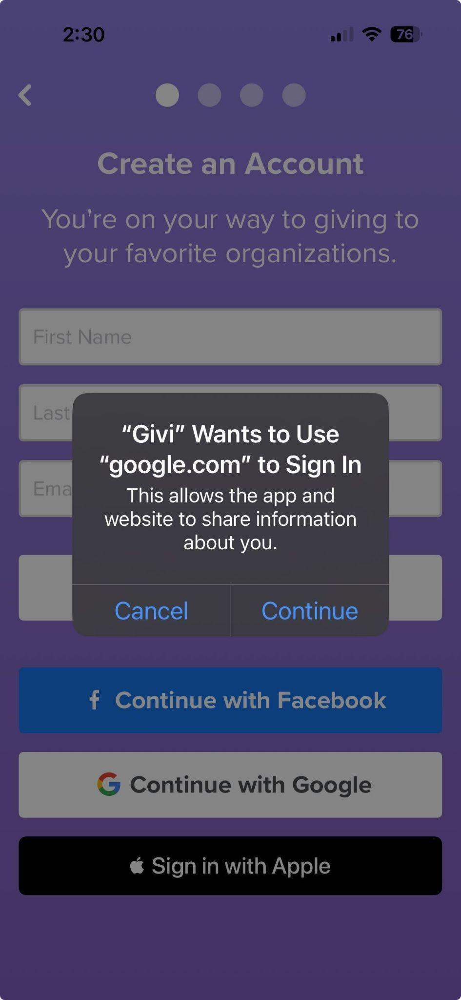 2:30
76
Create an Account
You're on your way to giving to
your favorite organizations.
First Name
Last
Ema
“Givi” Wants to Use
“google.com” to Sign In
This allows the app and
website to share information
about you.
Cancel
Continue
f Continue with Facebook
G Continue with Google
Sign in with Apple